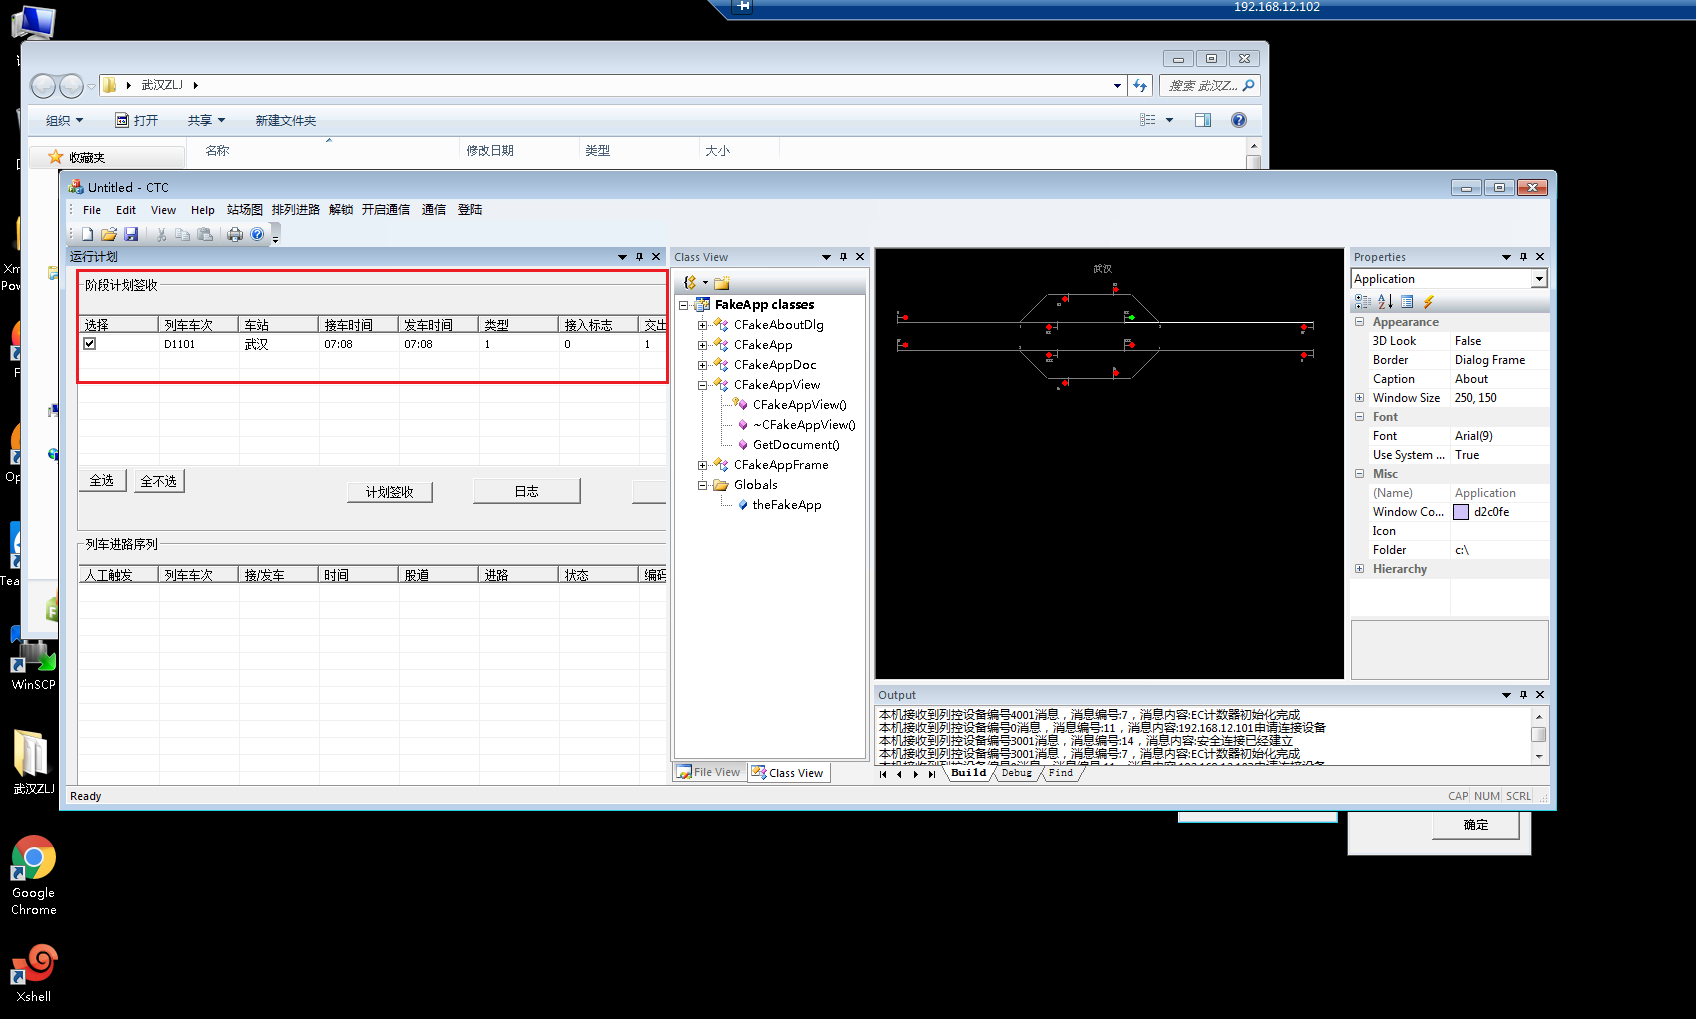 192.168.12.102
武汉ZLJ
搜索 武汉Z...
组织
打开
共享
新建文件夹
收藏夹
名称
修改日期
类型
大小
Untitled - CTC
File Edit View Help 站场图 排列进路 解锁 开启通信 通信 登陆
运行计划
阶段计划签收
选择 列车车次 车站 接车时间 发车时间 类型 接入标志 交出
D1101 武汉 07:08 07:08 1 0 1
全选
全不选
计划签收
日志
列车进路序列
人工触发 列车车次 接/发车 时间 股道 进路 状态 编码
Class View
FakeApp classes
CFakeAboutDlg
CFakeApp
CFakeAppDoc
CFakeAppView
CFakeAppView()
~CFakeAppView()
GetDocument()
CFakeAppFrame
Globals
theFakeApp
File View
Class View
武汉
Properties
Application
Appearance
3D Look False
Border Dialog Frame
Caption About
Window Size 250, 150
Font
Font Arial(9)
Use System ... True
Misc
(Name) Application
Window Co... d2c0fe
Icon
Folder c:\
Hierarchy
Output
本机接收到列控设备编号4001消息，消息编号:7，消息内容:EC计数器初始化完成
本机接收到列控设备编号0消息，消息编号:11，消息内容:192.168.12.101申请连接设备
本机接收到列控设备编号3001消息，消息编号:14，消息内容:安全连接已经建立
本机接收到列控设备编号3001消息，消息编号:7，消息内容:EC计数器初始化完成
Build Debug Find
Ready
CAP NUM SCRL
确定
WinSCP
武汉ZLJ
Google
Chrome
Xshell